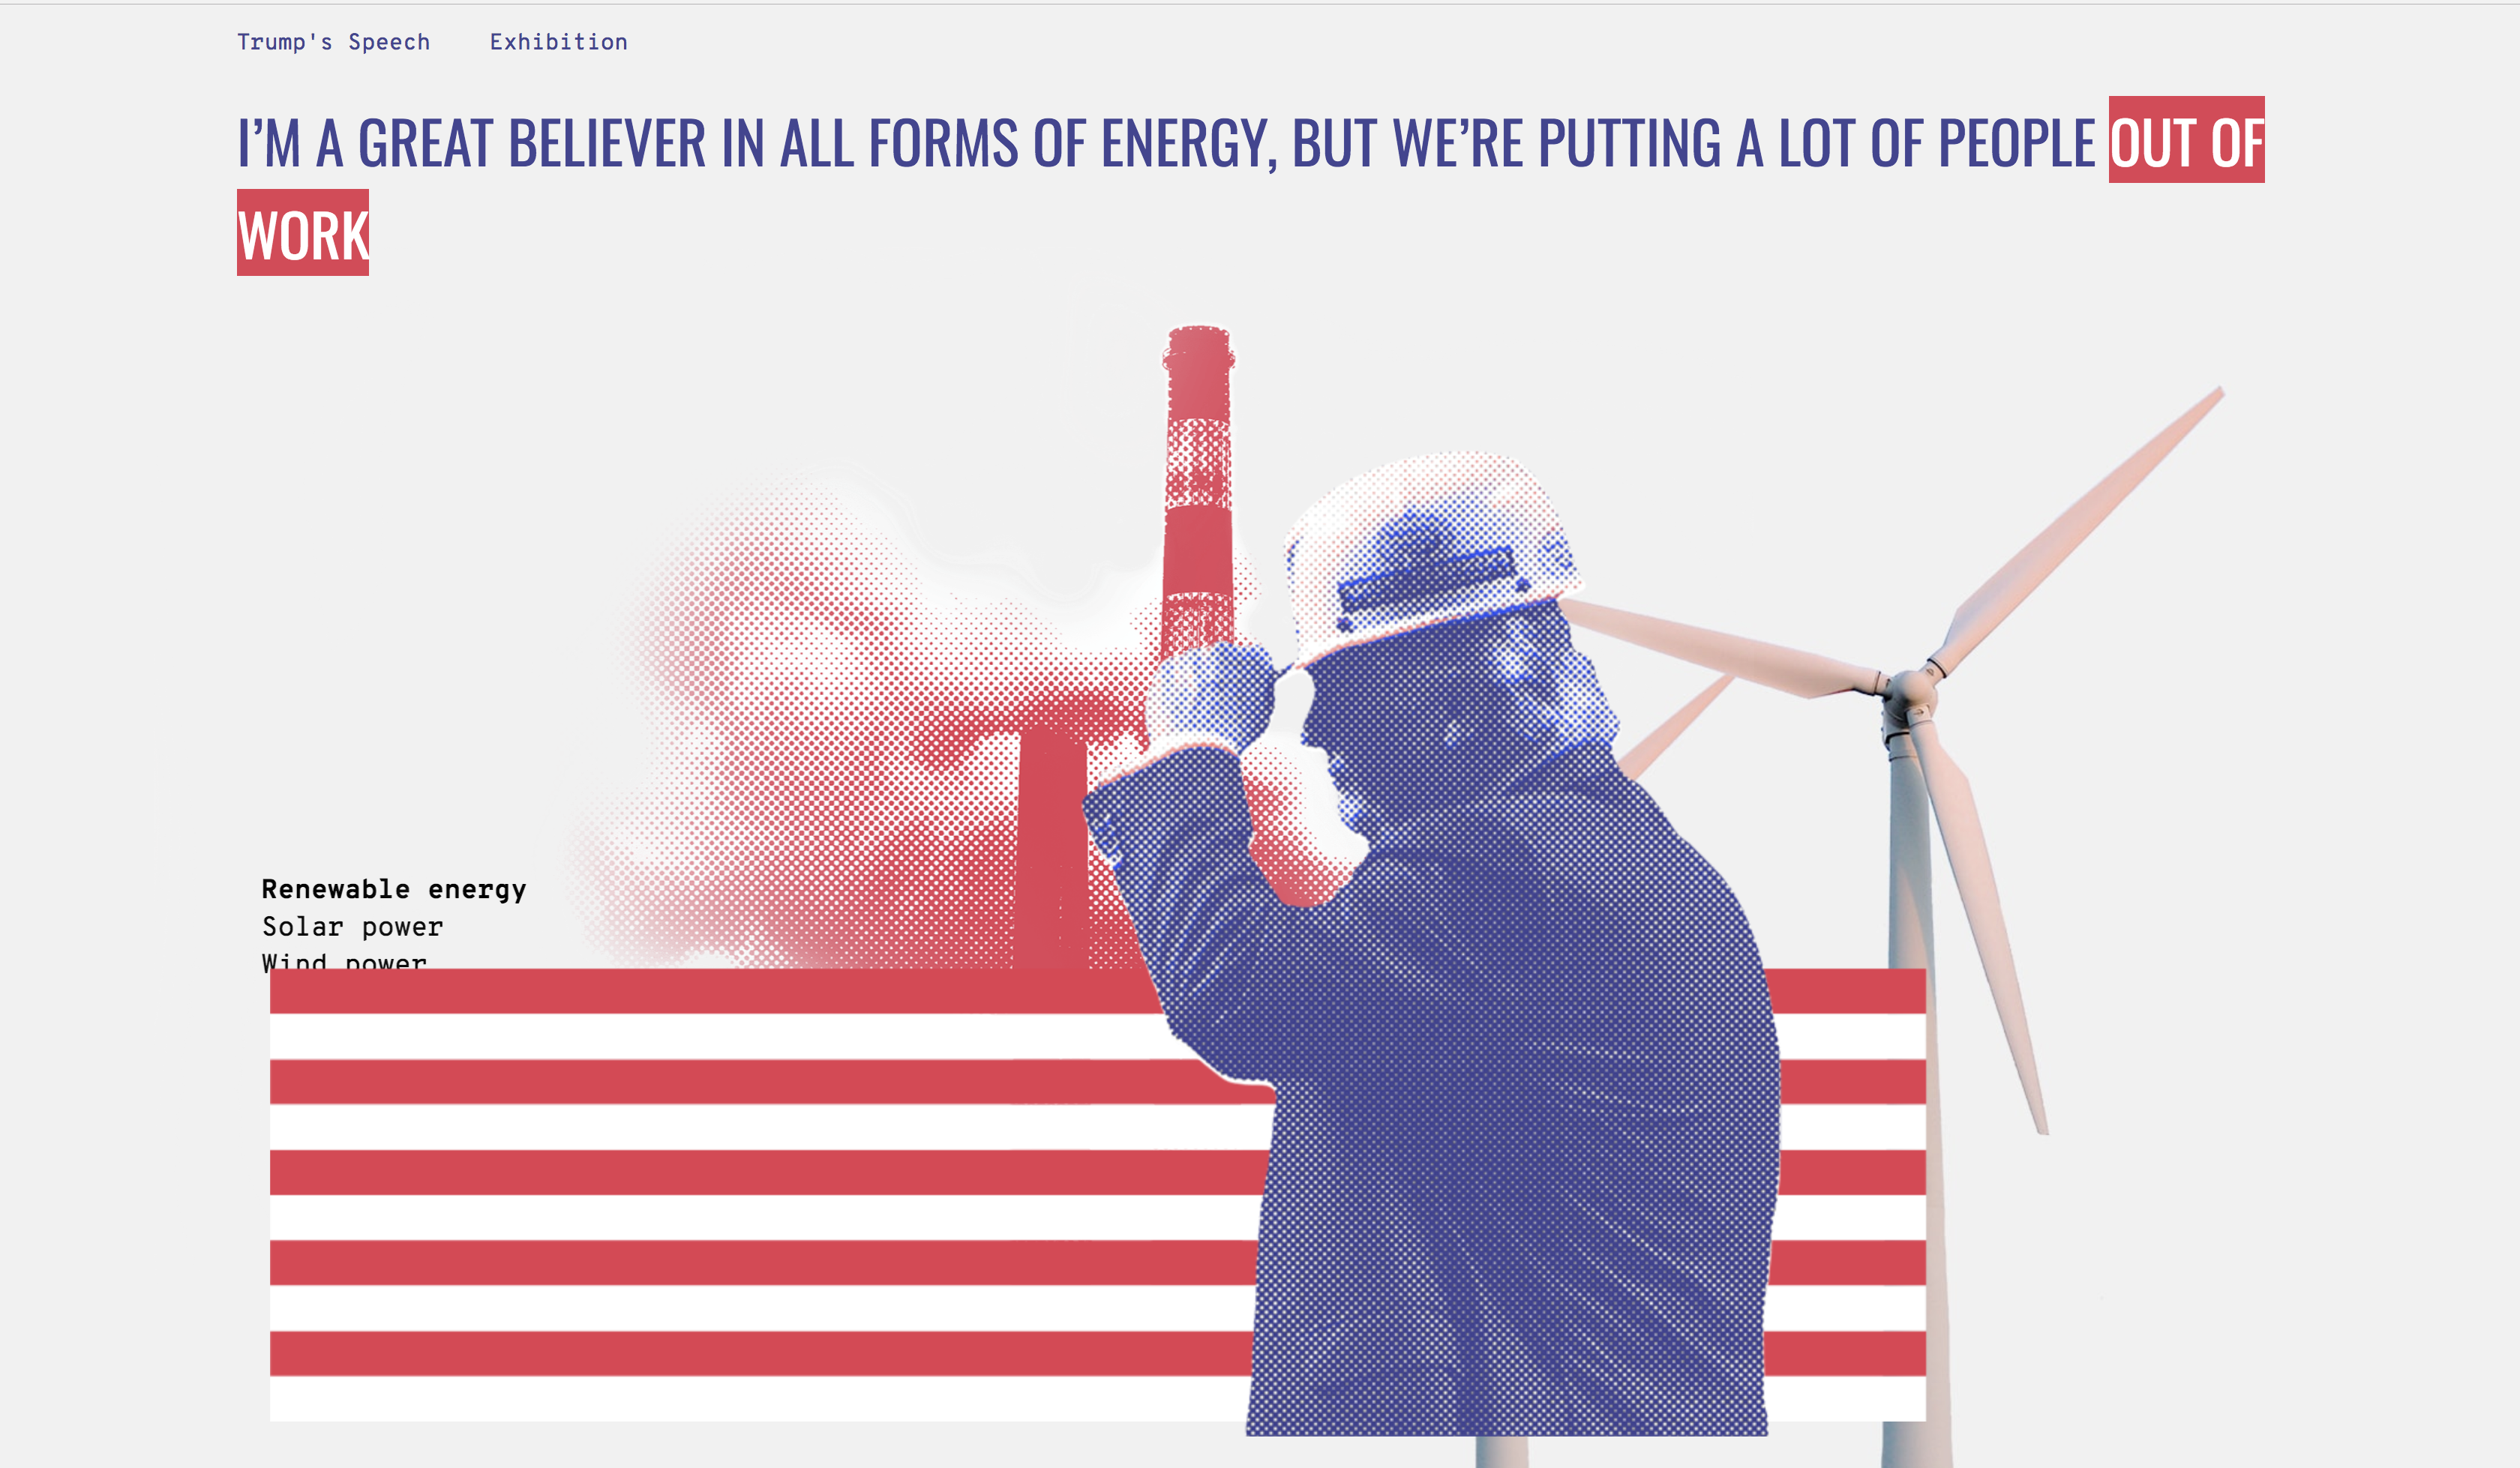 Trump's Speech Exhibition
I’M A GREAT BELIEVER IN ALL FORMS OF ENERGY, BUT WE’RE PUTTING A LOT OF PEOPLE OUT OF
WORK
Renewable energy
Solar power
Wind power